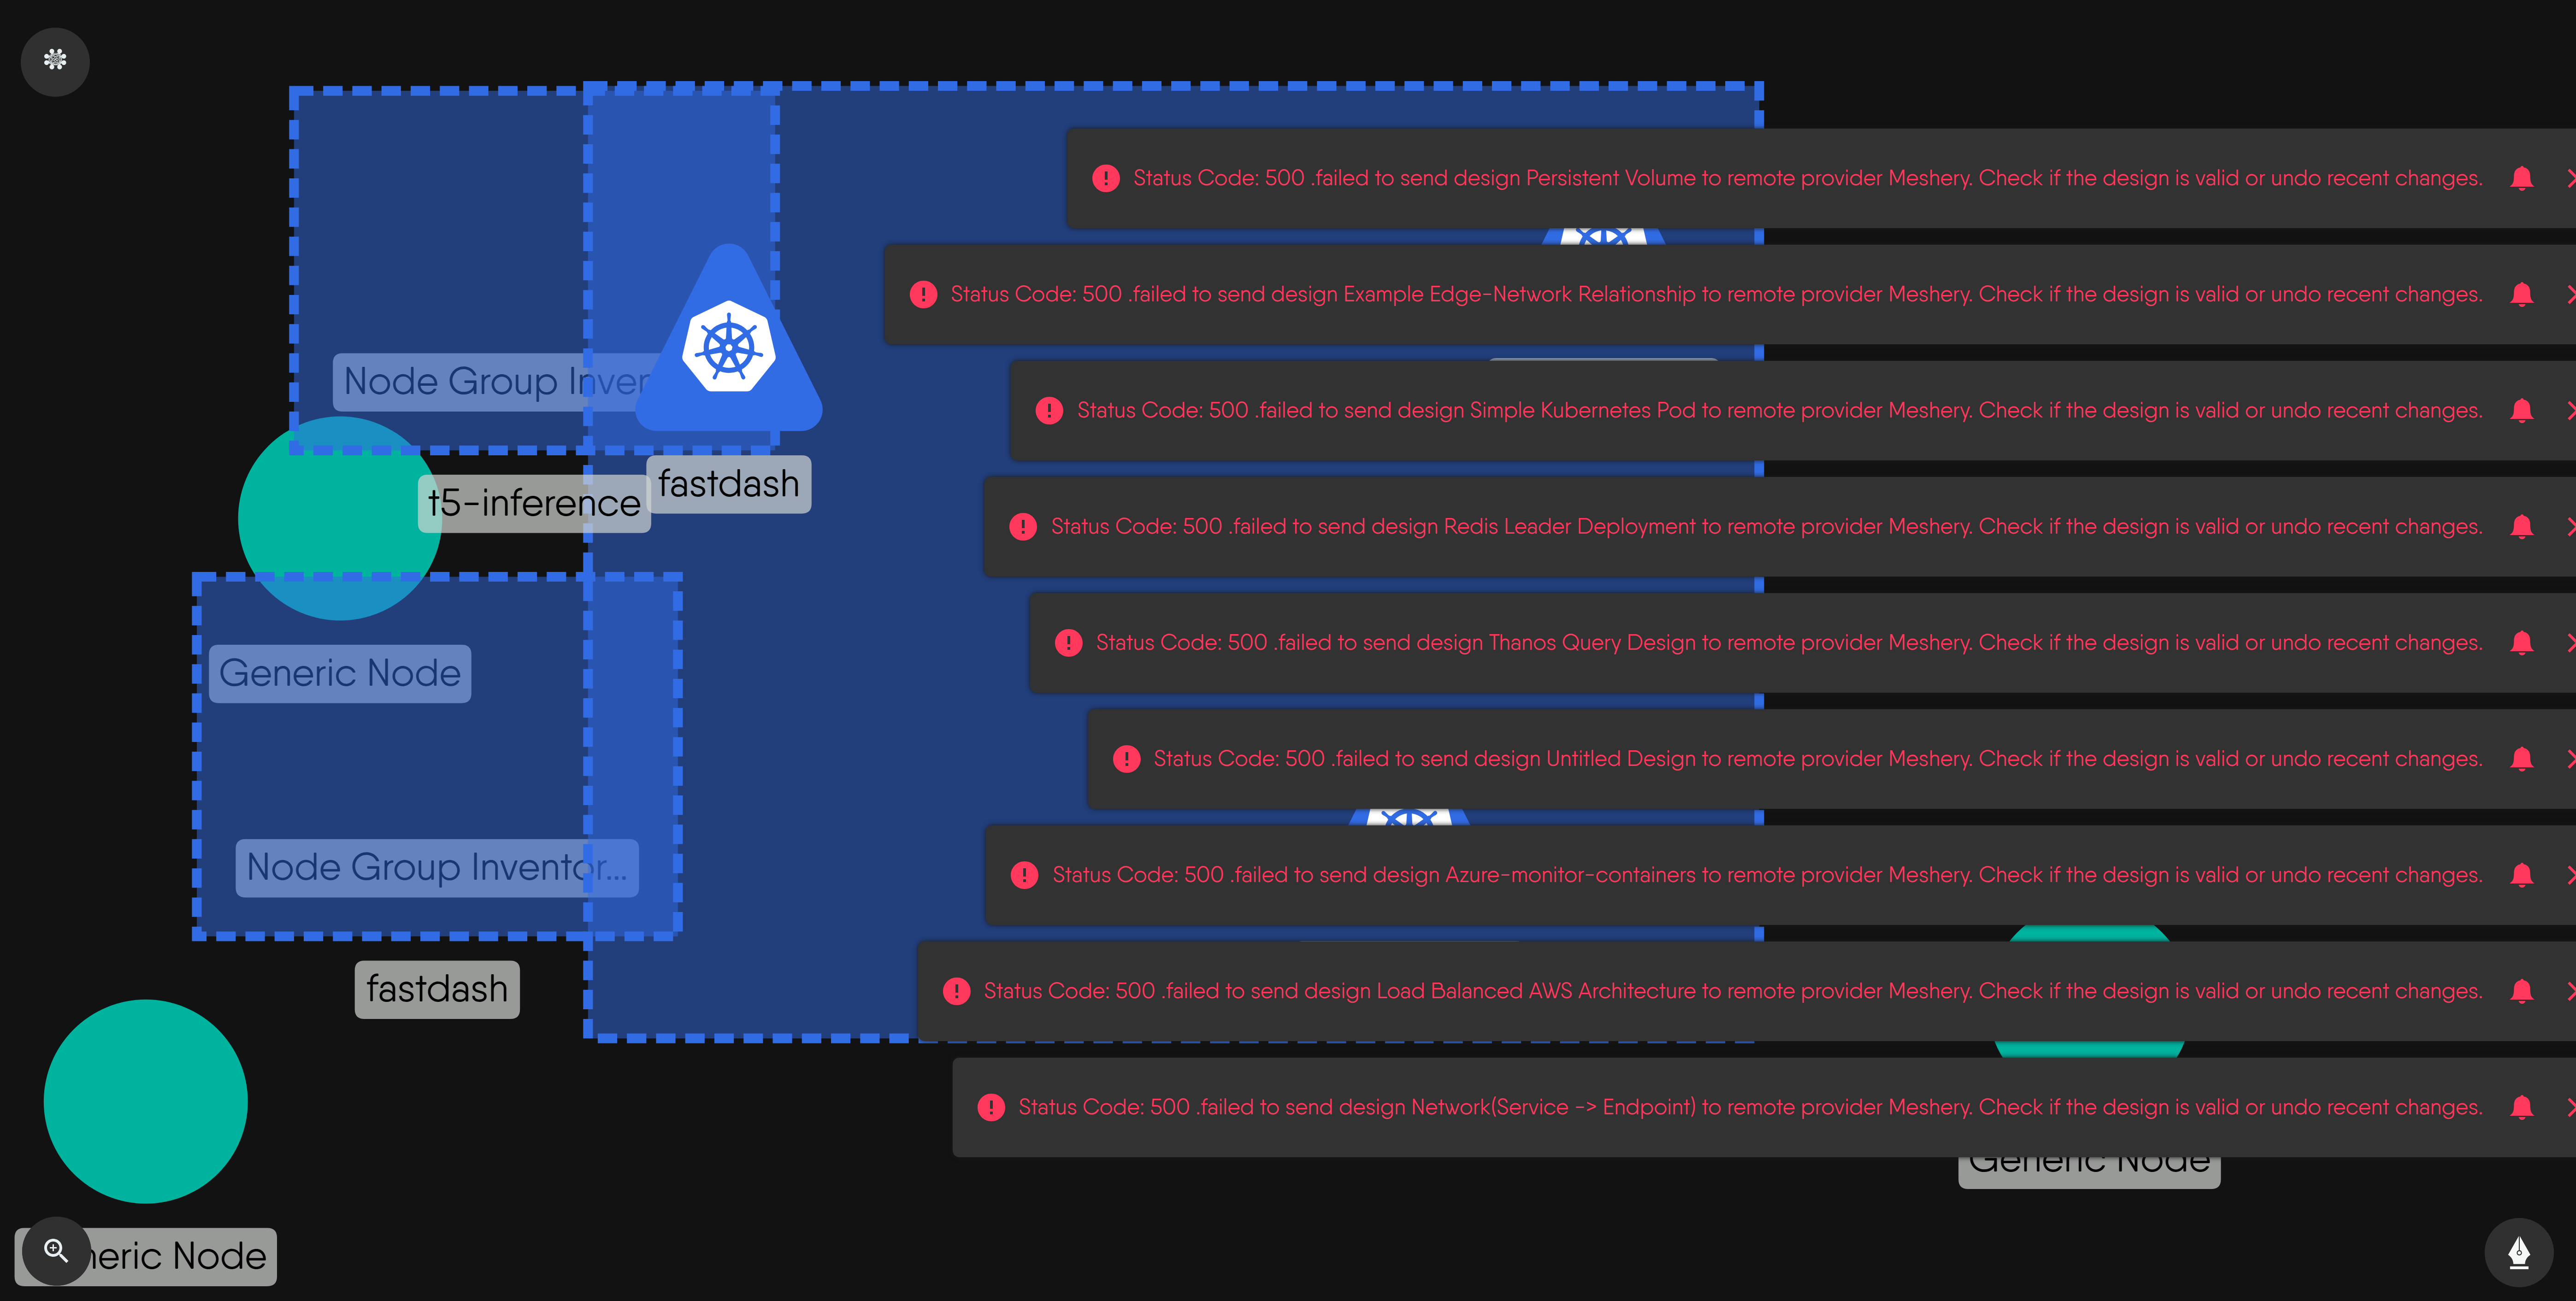 Status Code: 500 .failed to send design Persistent Volume to remote provider Meshery. Check if the design is valid or undo recent changes.
Status Code: 500 .failed to send design Example Edge-Network Relationship to remote provider Meshery. Check if the design is valid or undo recent changes.
Node Group
Status Code: 500 .failed to send design Simple Kubernetes Pod to remote provider Meshery. Check if the design is valid or undo recent changes.
fastdash
t5-inference
Status Code: 500 .failed to send design Redis Leader Deployment to remote provider Meshery. Check if the design is valid or undo recent changes.
Status Code: 500 .failed to send design Thanos Query Design to remote provider Meshery. Check if the design is valid or undo recent changes.
Generic Node
Status Code: 500 .failed to send design Untitled Design to remote provider Meshery. Check if the design is valid or undo recent changes.
Node Group Inventor...
Status Code: 500 .failed to send design Azure-monitor-containers to remote provider Meshery. Check if the design is valid or undo recent changes.
fastdash
Status Code: 500 .failed to send design Load Balanced AWS Architecture to remote provider Meshery. Check if the design is valid or undo recent changes.
Status Code: 500 .failed to send design Network(Service -> Endpoint) to remote provider Meshery. Check if the design is valid or undo recent changes.
Generic Node
Node